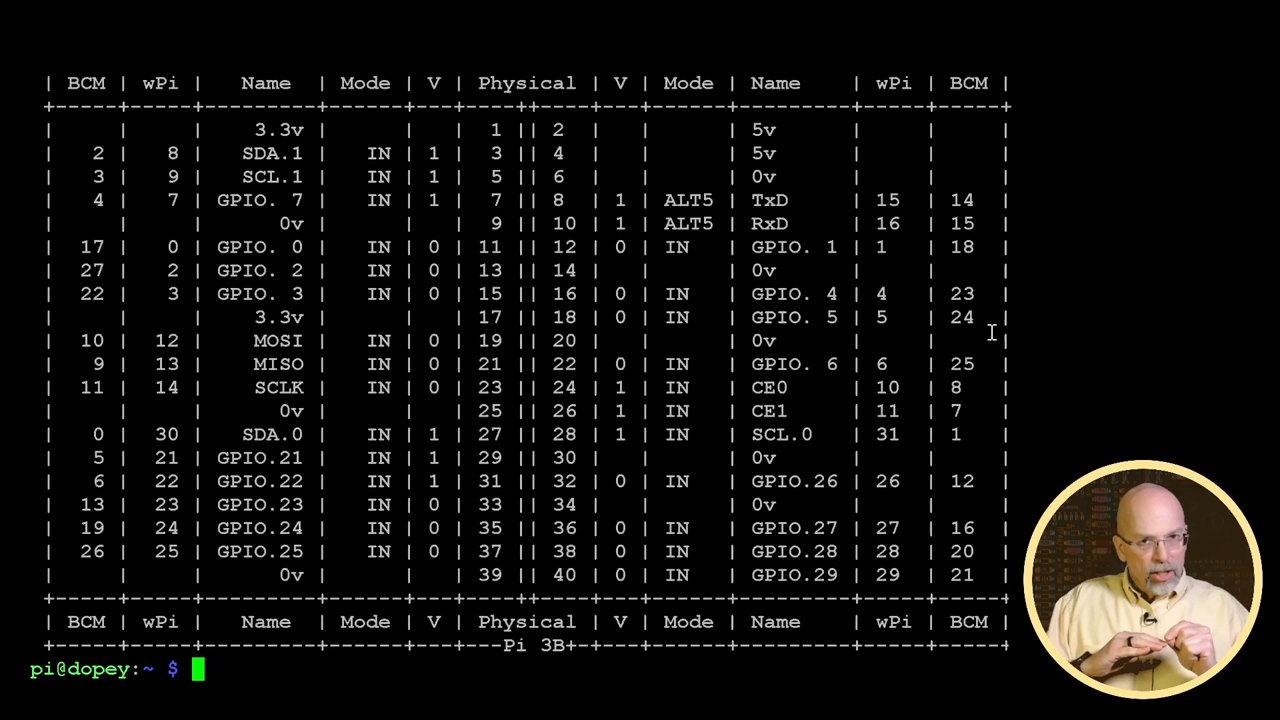 | BCM | wPi |   Name  | Mode | V | Physical | V | Mode | Name    | wPi | BCM |
+-----+-----+---------+------+---+----++----+---+------+---------+-----+-----+
|     |     |    3.3v |      |   |  1 || 2  |   |      | 5v      |     |     |
|   2 |   8 |   SDA.1 |   IN | 1 |  3 || 4  |   |      | 5v      |     |     |
|   3 |   9 |   SCL.1 |   IN | 1 |  5 || 6  |   |      | 0v      |     |     |
|   4 |   7 | GPIO. 7 |   IN | 1 |  7 || 8  | 1 | ALT5 | TxD     | 15  | 14  |
|     |     |      0v |      |   |  9 || 10 | 1 | ALT5 | RxD     | 16  | 15  |
|  17 |   0 | GPIO. 0 |   IN | 0 | 11 || 12 | 0 | IN   | GPIO. 1 | 1   | 18  |
|  27 |   2 | GPIO. 2 |   IN | 0 | 13 || 14 |   |      | 0v      |     |     |
|  22 |   3 | GPIO. 3 |   IN | 0 | 15 || 16 | 0 | IN   | GPIO. 4 | 4   | 23  |
|     |     |    3.3v |      |   | 17 || 18 | 0 | IN   | GPIO. 5 | 5   | 24  |
|  10 |  12 |    MOSI |   IN | 0 | 19 || 20 |   |      | 0v      |     |     |
|   9 |  13 |    MISO |   IN | 0 | 21 || 22 | 0 | IN   | GPIO. 6 | 6   | 25  |
|  11 |  14 |    SCLK |   IN | 0 | 23 || 24 | 1 | IN   | CE0     | 10  | 8   |
|     |     |      0v |      |   | 25 || 26 | 1 | IN   | CE1     | 11  | 7   |
|   0 |  30 |   SDA.0 |   IN | 1 | 27 || 28 | 1 | IN   | SCL.0   | 31  | 1   |
|   5 |  21 | GPIO.21 |   IN | 1 | 29 || 30 |   |      | 0v      |     |     |
|   6 |  22 | GPIO.22 |   IN | 1 | 31 || 32 | 0 | IN   | GPIO.26 | 26  | 12  |
|  13 |  23 | GPIO.23 |   IN | 0 | 33 || 34 |   |      | 0v      |     |     |
|  19 |  24 | GPIO.24 |   IN | 0 | 35 || 36 | 0 | IN   | GPIO.27 | 27  | 16  |
|  26 |  25 | GPIO.25 |   IN | 0 | 37 || 38 | 0 | IN   | GPIO.28 | 28  | 20  |
|     |     |      0v |      |   | 39 || 40 | 0 | IN   | GPIO.29 | 29  | 21  |
+-----+-----+---------+------+---+----++----+---+------+---------+-----+-----+
| BCM | wPi |   Name  | Mode | V | Physical | V | Mode | Name    | wPi | BCM |
+-----+-----+---------+------+---+---Pi 3B+-+---+------+---------+-----+-----+
pi@dopey:~ $